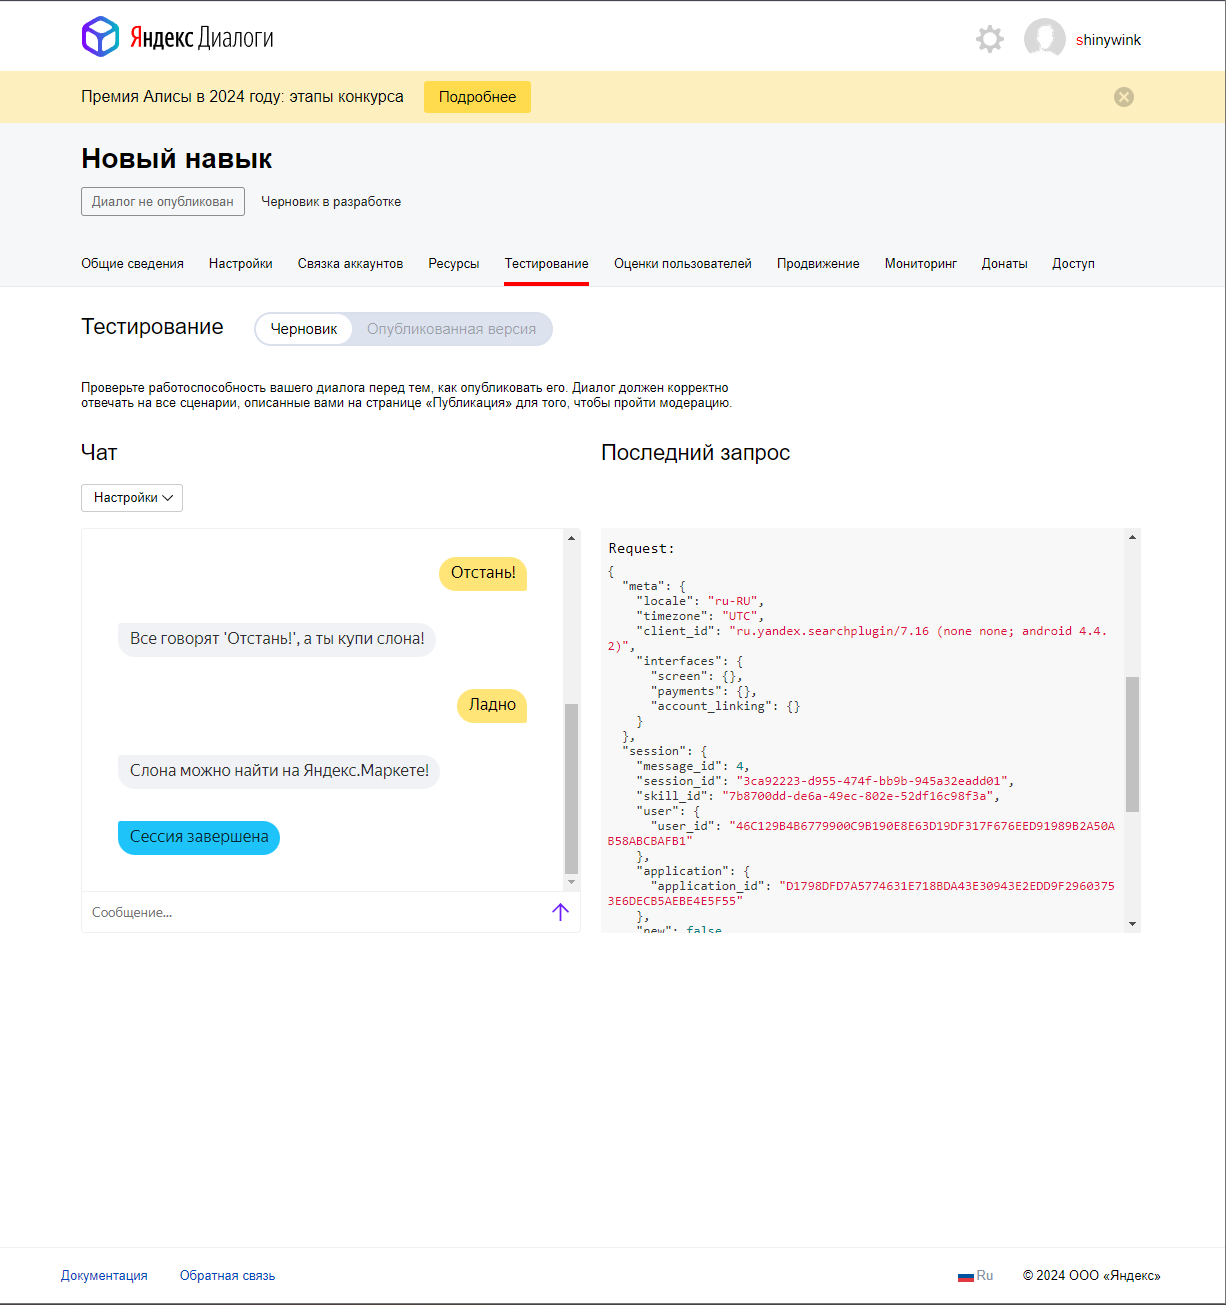 Яндекс Диалоги
shinywink
Премия Алисы в 2024 году: этапы конкурса
Подробнее
Новый навык
Диалог не опубликован
Черновик в разработке
Общие сведения
Настройки
Связка аккаунтов
Ресурсы
Тестирование
Оценки пользователей
Продвижение
Мониторинг
Донаты
Доступ
Тестирование
Черновик
Опубликованная версия
Проверьте работоспособность вашего диалога перед тем, как опубликовать его. Диалог должен корректно
отвечать на все сценарии, описанные вами на странице «Публикация» для того, чтобы пройти модерацию.
Чат
Настройки
Отстань!
Все говорят 'Отстань!', а ты купи слона!
Ладно
Слона можно найти на Яндекс.Маркете!
Сессия завершена
Сообщение...
Последний запрос
Request:
{
"meta": {
"locale": "ru-RU",
"timezone": "UTC",
"client_id": "ru.yandex.searchplugin/7.16 (none none; android 4.4.
2)",
"interfaces": {
"screen": {},
"payments": {},
"account_linking": {}
}
},
"session": {
"message_id": 4,
"session_id": "3ca92223-d955-474f-bb9b-945a32eadd01",
"skill_id": "7b8700dd-de6a-49ec-802e-52df16c98f3a",
"user": {
"user_id": "46C129B4B6779900C9B190E8E63D19DF317F676EED91989B2A50A
B58ABCBAFB1"
},
"application": {
"application_id": "D1798DFD7A5774631E718BDA43E30943E2EDD9F2960375
3E6DECB5AEBE4E5F55"
},
"new": false
Документация
Обратная связь
Ru
© 2024 ООО «Яндекс»